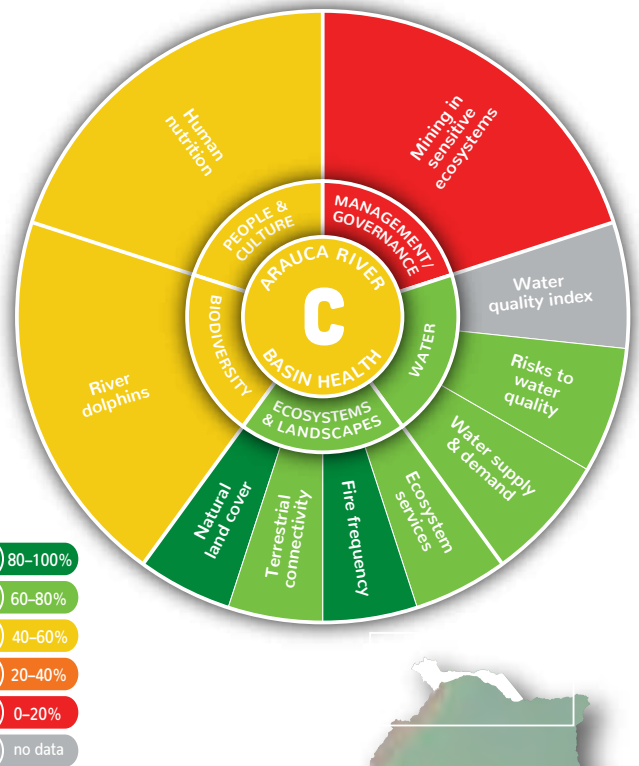 Human
nutrition
Mining in
sensitive
ecosystems
PEOPLE &
CULTURE
MANAGEMENT/
GOVERNANCE
ARAUCA RIVER
C
BASIN HEALTH
BIODIVERSITY
WATER
ECOSYSTEMS
& LANDSCAPES
Water
quality index
Risks to
water
quality
Water supply
& demand
River
dolphins
Natural
land cover
Terrestrial
connectivity
Fire frequency
Ecosystem
services
80–100%
60–80%
40–60%
20–40%
0–20%
no data